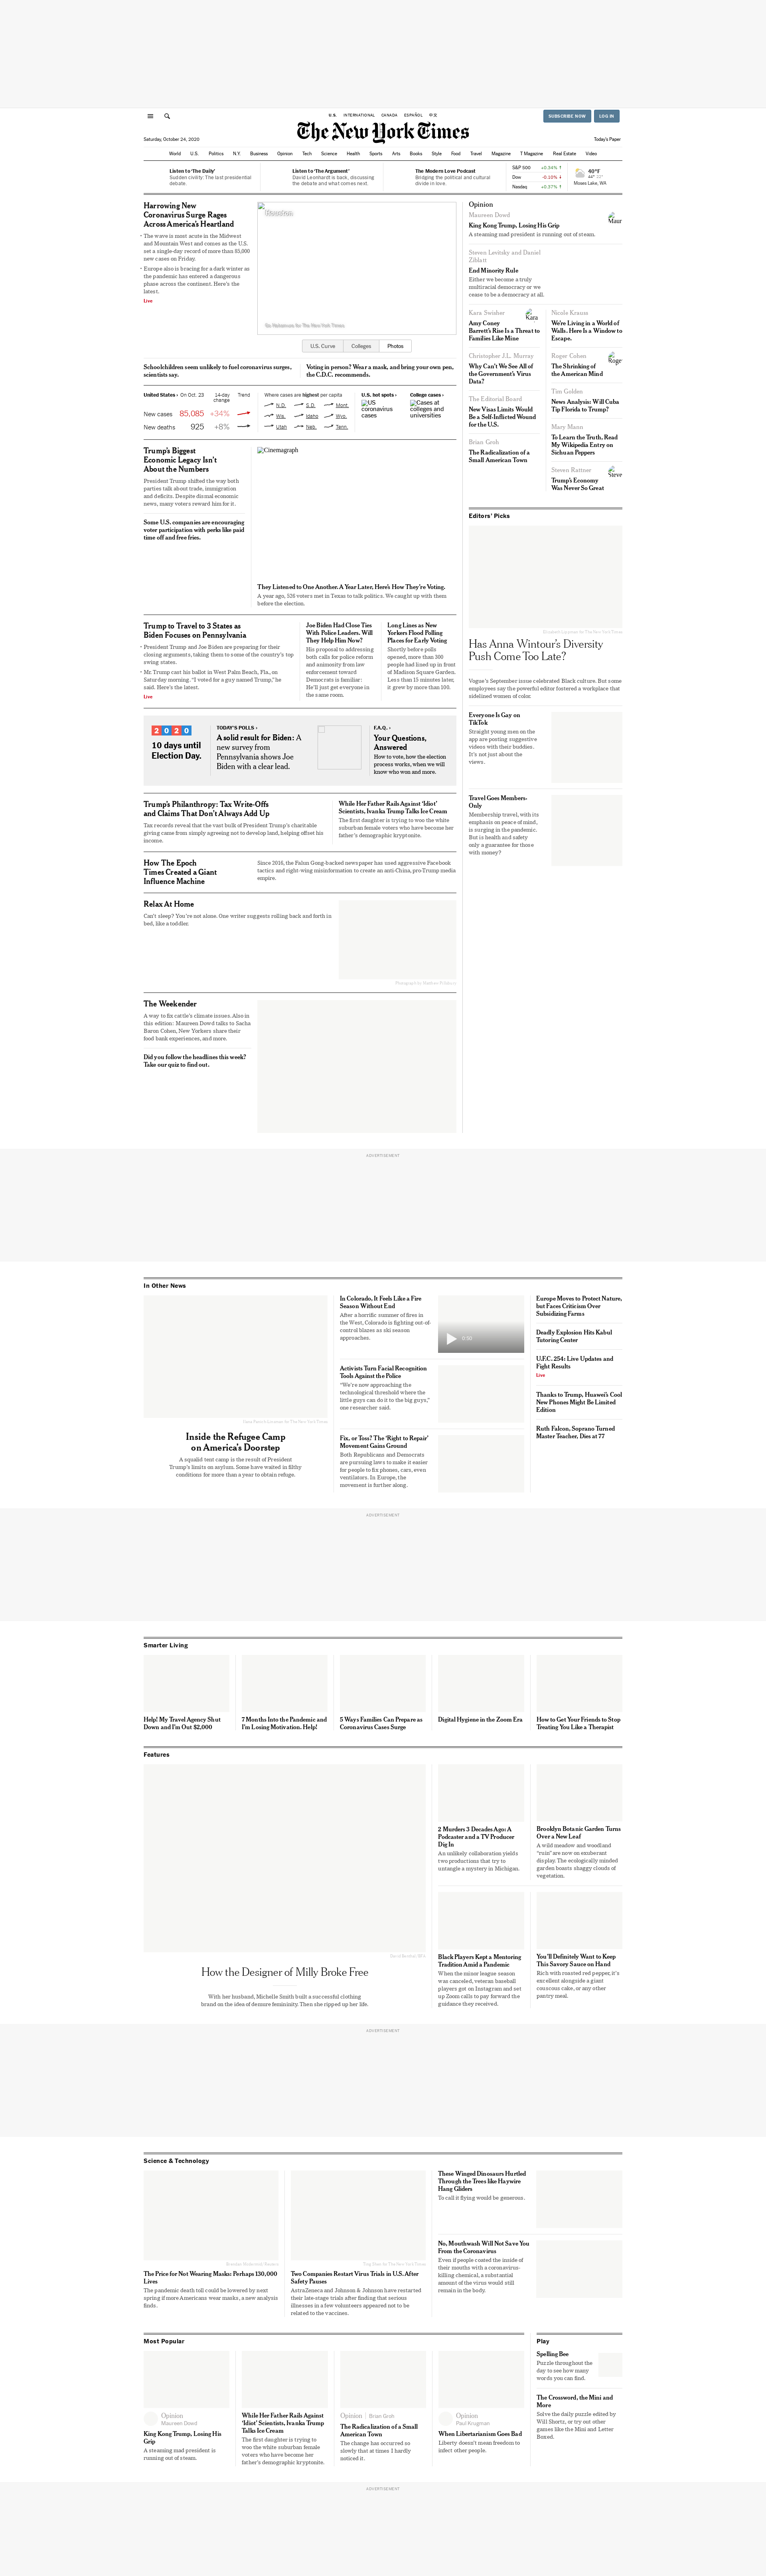 U.S.
INTERNATIONAL
CANADA
ESPAÑOL
中文
SUBSCRIBE NOW
LOG IN
The New York Times
Saturday, October 24, 2020
Today's Paper
World U.S. Politics N.Y. Business Opinion Tech Science Health Sports Arts Books Style Food Travel Magazine T Magazine Real Estate Video
Listen to 'The Daily'
Sudden civility: The last presidential
debate.
Listen to 'The Argument'
David Leonhardt is back, discussing
the debate and what comes next.
The Modern Love Podcast
Bridging the political and cultural
divide in love.
S&P 500 +0.34% ↑
Dow -0.10% ↓
Nasdaq +0.37% ↑
40°F
Moses Lake, WA
Harrowing New
Coronavirus Surge Rages
Across America's Heartland
• The wave is most acute in the Midwest
and Mountain West and comes as the U.S.
set a single-day record of more than 85,000
new cases on Friday.
• Europe also is bracing for a dark winter as
the pandemic has entered a dangerous
phase across the continent. Here's the
latest.
Live
U.S. Curve
Colleges
Photos
Schoolchildren seem unlikely to fuel coronavirus surges,
scientists say.
Voting in person? Wear a mask, and bring your own pen,
the C.D.C. recommends.
United States › On Oct. 23 14-day
change Trend
New cases 85,085 +34%
New deaths 925 +8%
Where cases are highest per capita
N.D. S.D. Mont.
Wis. Idaho Wyo.
Utah Neb. Tenn.
U.S. hot spots ›
US
coronavirus
cases
College cases ›
Cases at
colleges and
universities
Trump's Biggest
Economic Legacy Isn't
About the Numbers
President Trump shifted the way both
parties talk about trade, immigration
and deficits. Despite dismal economic
news, many voters reward him for it.
Some U.S. companies are encouraging
voter participation with perks like paid
time off and free fries.
Cinemagraph
They Listened to One Another. A Year Later, Here's How They're Voting.
A year ago, 526 voters met in Texas to talk politics. We caught up with them
before the election.
Trump to Travel to 3 States as
Biden Focuses on Pennsylvania
• President Trump and Joe Biden are preparing for their
closing arguments, taking them to some of the country's top
swing states.
• Mr. Trump cast his ballot in West Palm Beach, Fla., on
Saturday morning. "I voted for a guy named Trump," he
said. Here's the latest.
Live
Joe Biden Had Close Ties
With Police Leaders. Will
They Help Him Now?
His proposal to addressing
both calls for police reform
and animosity from law
enforcement toward
Democrats is familiar:
He'll just get everyone in
the same room.
Long Lines as New
Yorkers Flood Polling
Places for Early Voting
Shortly before polls
opened, more than 300
people had lined up in front
of Madison Square Garden.
Less than 15 minutes later,
it grew by more than 100.
2020
10 days until
Election Day.
TODAY'S POLLS ›
A solid result for Biden: A
new survey from
Pennsylvania shows Joe
Biden with a clear lead.
F.A.Q. ›
Your Questions,
Answered
How to vote, how the election
process works, when we will
know who won and more.
Trump's Philanthropy: Tax Write-Offs
and Claims That Don't Always Add Up
Tax records reveal that the vast bulk of President Trump's charitable
giving came from simply agreeing not to develop land, helping offset his
income.
While Her Father Rails Against 'Idiot'
Scientists, Ivanka Trump Talks Ice Cream
The first daughter is trying to woo the white
suburban female voters who have become her
father's demographic kryptonite.
How The Epoch
Times Created a Giant
Influence Machine
Since 2016, the Falun Gong-backed newspaper has used aggressive Facebook
tactics and right-wing misinformation to create an anti-China, pro-Trump media
empire.
Relax At Home
Can't sleep? You're not alone. One writer suggests rolling back and forth in
bed, like a toddler.
The Weekender
A way to fix cattle's climate issues. Also in
this edition: Maureen Dowd talks to Sacha
Baron Cohen, New Yorkers share their
food bank experiences, and more.
Did you follow the headlines this week?
Take our quiz to find out.
Opinion
Maureen Dowd
King Kong Trump, Losing His Grip
A steaming mad president is running out of steam.
Steven Levitsky and Daniel
Ziblatt
End Minority Rule
Either we become a truly
multiracial democracy or we
cease to be a democracy at all.
Kara Swisher
Amy Coney
Barrett's Rise Is a Threat to
Families Like Mine
Nicole Krauss
We're Living in a World of
Walls. Here Is a Window to
Escape.
Christopher J.L. Murray
Why Can't We See All of
the Government's Virus
Data?
Roger Cohen
The Shrinking of
the American Mind
The Editorial Board
New Visas Limits Would
Be a Self-Inflicted Wound
for the U.S.
Tim Golden
News Analysis: Will Cuba
Tip Florida to Trump?
Brian Groh
The Radicalization of a
Small American Town
Mary Mann
To Learn the Truth, Read
My Wikipedia Entry on
Sichuan Peppers
Steven Rattner
Trump's Economy
Was Never So Great
Editors' Picks
Has Anna Wintour's Diversity
Push Come Too Late?
Vogue's September issue celebrated Black culture. But some
employees say the powerful editor fostered a workplace that
sidelined women of color.
Everyone Is Gay on
TikTok
Straight young men on the
app are posting suggestive
videos with their buddies.
It's not just about the
views.
Travel Goes Members-
Only
Membership travel, with its
emphasis on peace of mind,
is surging in the pandemic.
But is health and safety
only a guarantee for those
with money?
ADVERTISEMENT
In Other News
Inside the Refugee Camp
on America's Doorstep
A squalid tent camp is the result of President
Trump's limits on asylum. Some have waited in filthy
conditions for more than a year to obtain refuge.
In Colorado, It Feels Like a Fire
Season Without End
After a horrific summer of fires in
the West, Colorado is fighting out-of-
control blazes as ski season
approaches.
Activists Turn Facial Recognition
Tools Against the Police
"We're now approaching the
technological threshold where the
little guys can do it to the big guys,"
one researcher said.
Fix, or Toss? The 'Right to Repair'
Movement Gains Ground
Both Republicans and Democrats
are pursuing laws to make it easier
for people to fix phones, cars, even
ventilators. In Europe, the
movement is further along.
Europe Moves to Protect Nature,
but Faces Criticism Over
Subsidizing Farms
Deadly Explosion Hits Kabul
Tutoring Center
U.F.C. 254: Live Updates and
Fight Results
Live
Thanks to Trump, Huawei's Cool
New Phones Might Be Limited
Edition
Ruth Falcon, Soprano Turned
Master Teacher, Dies at 77
ADVERTISEMENT
Smarter Living
Help! My Travel Agency Shut
Down and I'm Out $2,000
7 Months Into the Pandemic and
I'm Losing Motivation. Help!
5 Ways Families Can Prepare as
Coronavirus Cases Surge
Digital Hygiene in the Zoom Era
How to Get Your Friends to Stop
Treating You Like a Therapist
Features
How the Designer of Milly Broke Free
With her husband, Michelle Smith built a successful clothing
brand on the idea of demure femininity. Then she ripped up her life.
2 Murders 3 Decades Ago: A
Podcaster and a TV Producer
Dig In
An unlikely collaboration yields
two productions that try to
untangle a mystery in Michigan.
Brooklyn Botanic Garden Turns
Over a New Leaf
A wild meadow and woodland
"ruin" are now on exuberant
display. The ecologically minded
garden boasts shaggy clouds of
vegetation.
Black Players Kept a Mentoring
Tradition Amid a Pandemic
When the minor league season
was canceled, veteran baseball
players got on Instagram and set
up Zoom calls to pay forward the
guidance they received.
You'll Definitely Want to Keep
This Savory Sauce on Hand
Rich with roasted red pepper, it's
excellent alongside a giant
couscous cake, or any other
pantry meal.
ADVERTISEMENT
Science & Technology
The Price for Not Wearing Masks: Perhaps 130,000
Lives
The pandemic death toll could be lowered by next
spring if more Americans wear masks, a new analysis
finds.
Two Companies Restart Virus Trials in U.S. After
Safety Pauses
AstraZeneca and Johnson & Johnson have restarted
their late-stage trials after finding that serious
illnesses in a few volunteers appeared not to be
related to the vaccines.
These Winged Dinosaurs Hurtled
Through the Trees like Haywire
Hang Gliders
To call it flying would be generous.
No, Mouthwash Will Not Save You
From the Coronavirus
Even if people coated the inside of
their mouths with a coronavirus-
killing chemical, a substantial
amount of the virus would still
remain in the body.
Most Popular
Opinion
Maureen Dowd
King Kong Trump, Losing His
Grip
A steaming mad president is
running out of steam.
While Her Father Rails Against
'Idiot' Scientists, Ivanka Trump
Talks Ice Cream
The first daughter is trying to
woo the white suburban female
voters who have become her
father's demographic kryptonite.
Opinion | Brian Groh
The Radicalization of a Small
American Town
The change has occurred so
slowly that at times I hardly
noticed it.
Opinion
Paul Krugman
When Libertarianism Goes Bad
Liberty doesn't mean freedom to
infect other people.
Play
Spelling Bee
Puzzle throughout the
day to see how many
words you can find.
The Crossword, the Mini and
More
Solve the daily puzzle edited by
Will Shortz, or try out other
games like the Mini and Letter
Boxed.
ADVERTISEMENT